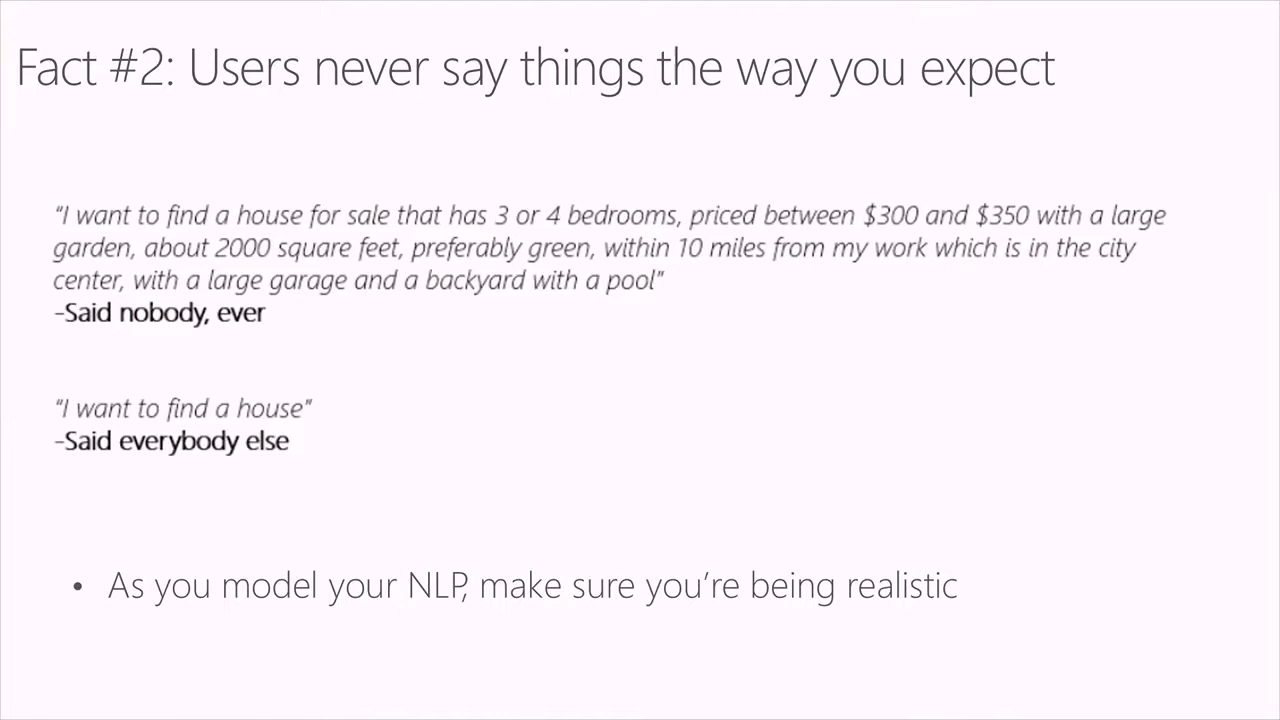 Fact #2: Users never say things the way you expect
"I want to find a house for sale that has 3 or 4 bedrooms, priced between $300 and $350 with a large
garden, about 2000 square feet, preferably green, within 10 miles from my work which is in the city
center, with a large garage and a backyard with a pool"
-Said nobody, ever
"I want to find a house"
-Said everybody else
• As you model your NLP, make sure you're being realistic